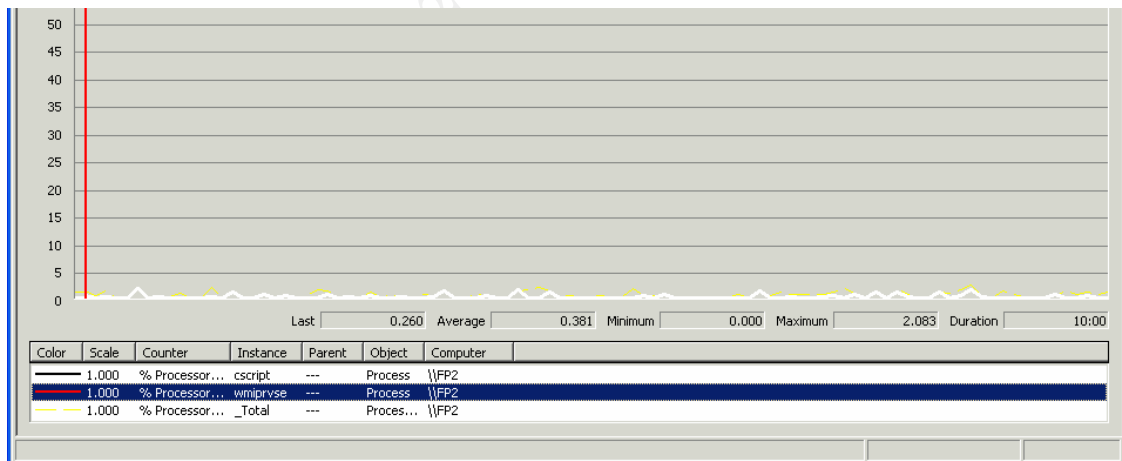 50
45
40
35
30
25
20
15
10
5
0
Last 0.260 Average 0.381 Minimum 0.000 Maximum 2.083 Duration 10:00
Color Scale Counter Instance Parent Object Computer
1.000 % Processor... cscript --- Process \\FP2
1.000 % Processor... wmiprvse --- Process \\FP2
1.000 % Processor... _Total --- Proces... \\FP2